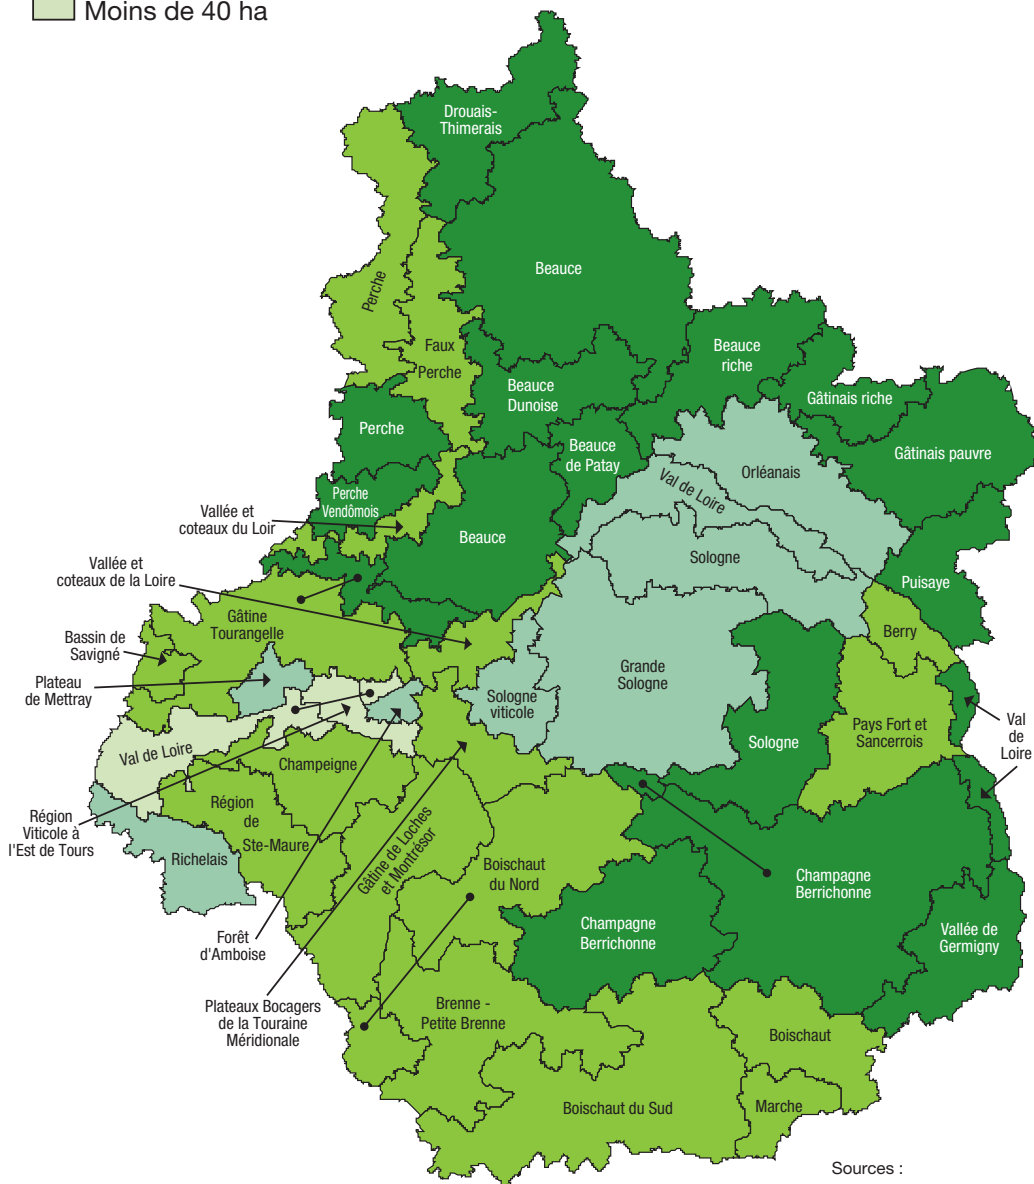 Moins de 40 ha
Drouais-
Thimerais
Beauce
Perche
Faux
Perche
Beauce
riche
Beauce
Dunoise
Gâtinais riche
Perche
Beauce
de Patay
Gâtinais pauvre
Orléanais
Val de Loire
Perche
Vendômois
Vallée et
coteaux du Loir
Beauce
Sologne
Vallée et
coteaux de la Loire
Puisaye
Gâtine
Tourangelle
Berry
Bassin de
Savigné
Grande
Sologne
Plateau
de Mettray
Sologne
viticole
Pays Fort et
Sancerrois
Val
de
Loire
Sologne
Val de Loire
Champeigne
Région
de
Ste-Maure
Région
Viticole à
l'Est de Tours
Richelais
Gâtine de Loches
et Montrésor
Boischaut
du Nord
Champagne
Berrichonne
Champagne
Berrichonne
Vallée de
Germigny
Forêt
d'Amboise
Plateaux Bocagers
de la Touraine
Méridionale
Brenne -
Petite Brenne
Boischaut
Boischaut du Sud
Marche
Sources :